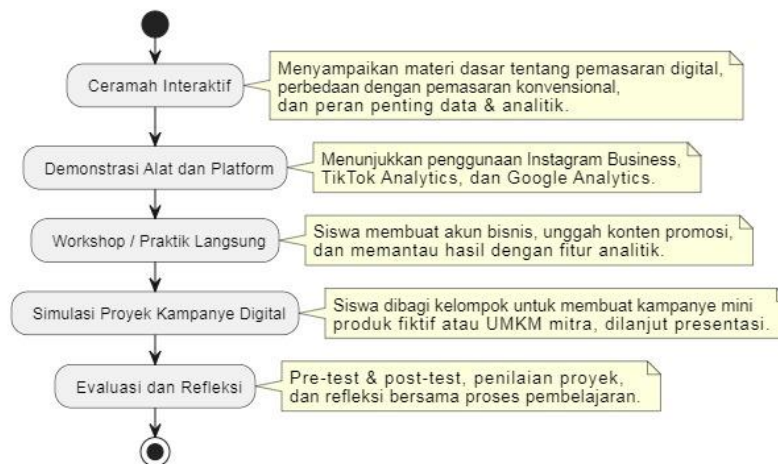 Ceramah Interaktif
Menyampaikan materi dasar tentang pemasaran digital,
perbedaan dengan pemasaran konvensional,
dan peran penting data & analitik.
Demonstrasi Alat dan Platform
Menunjukkan penggunaan Instagram Business,
TikTok Analytics, dan Google Analytics.
Workshop / Praktik Langsung
Siswa membuat akun bisnis, unggah konten promosi,
dan memantau hasil dengan fitur analitik.
Simulasi Proyek Kampanye Digital
Siswa dibagi kelompok untuk membuat kampanye mini
produk fiktif atau UMKM mitra, dilanjut presentasi.
Evaluasi dan Refleksi
Pre-test & post-test, penilaian proyek,
dan refleksi bersama proses pembelajaran.